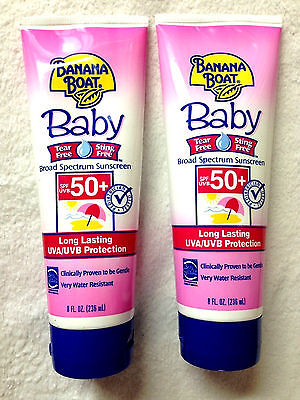 BANANA
BOAT
Baby
Tear Free
Sting Free
Broad Spectrum Sunscreen
SPF UVB 50+
Long Lasting
UVA/UVB Protection
Clinically Proven to be Gentle
Very Water Resistant
8 FL. OZ. (236 mL)
BANANA
BOAT
Baby
Tear Free
Sting Free
Broad Spectrum Sunscreen
SPF UVB 50+
Long Lasting
UVA/UVB Protection
Clinically Proven to be Gentle
Very Water Resistant
8 FL. OZ. (236 mL)